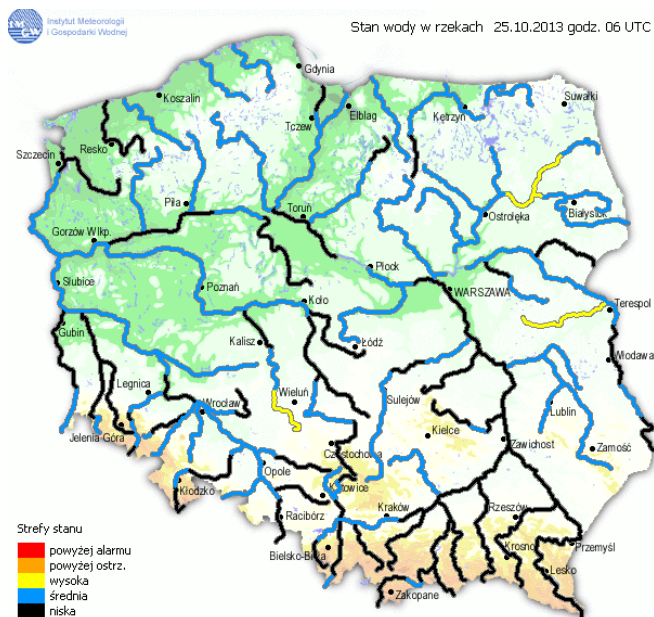 Instytut Meteorologii
i Gospodarki Wodnej
IMGW
Stan wody w rzekach 25.10.2013 godz. 06 UTC
Gdynia
Koszalin
Suwałki
Elbląg
Kętrzyn
Tczew
Resko
Szczecin
Piła
Toruń
Białystok
Ostrołęka
Gorzów Wlkp.
Płock
Słubice
Poznań
WARSZAWA
Koło
Terespol
Gubin
Kalisz
Łódź
Włodawa
Legnica
Wieluń
Sulejów
Wrocław
Lublin
Jelenia Góra
Kielce
Zawichost
Zamość
Częstochowa
Opole
Kłodzko
Katowice
Racibórz
Kraków
Rzeszów
Bielsko-Biała
Krosno
Przemyśl
Lesko
Zakopane
Strefy stanu
powyżej alarmu
powyżej ostrz.
wysoka
średnia
niska